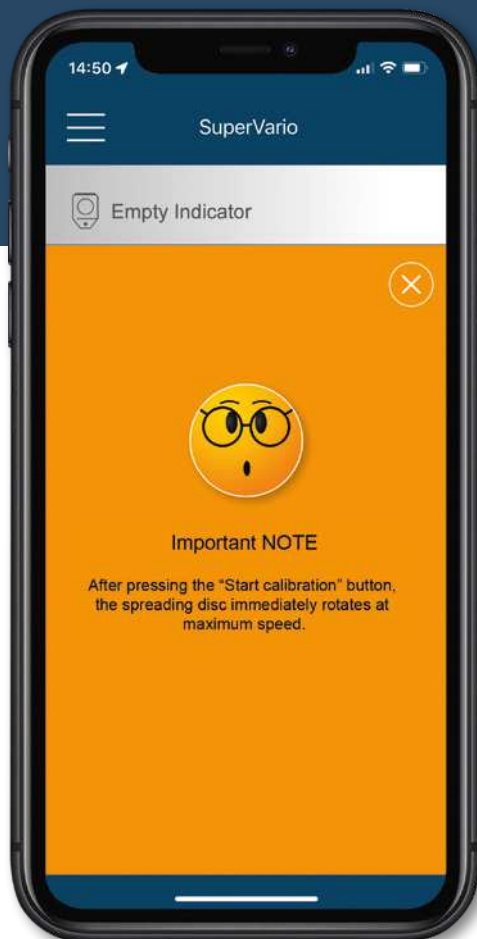 14:50
SuperVario
Empty Indicator
Important NOTE
After pressing the “Start calibration” button,
the spreading disc immediately rotates at
maximum speed.